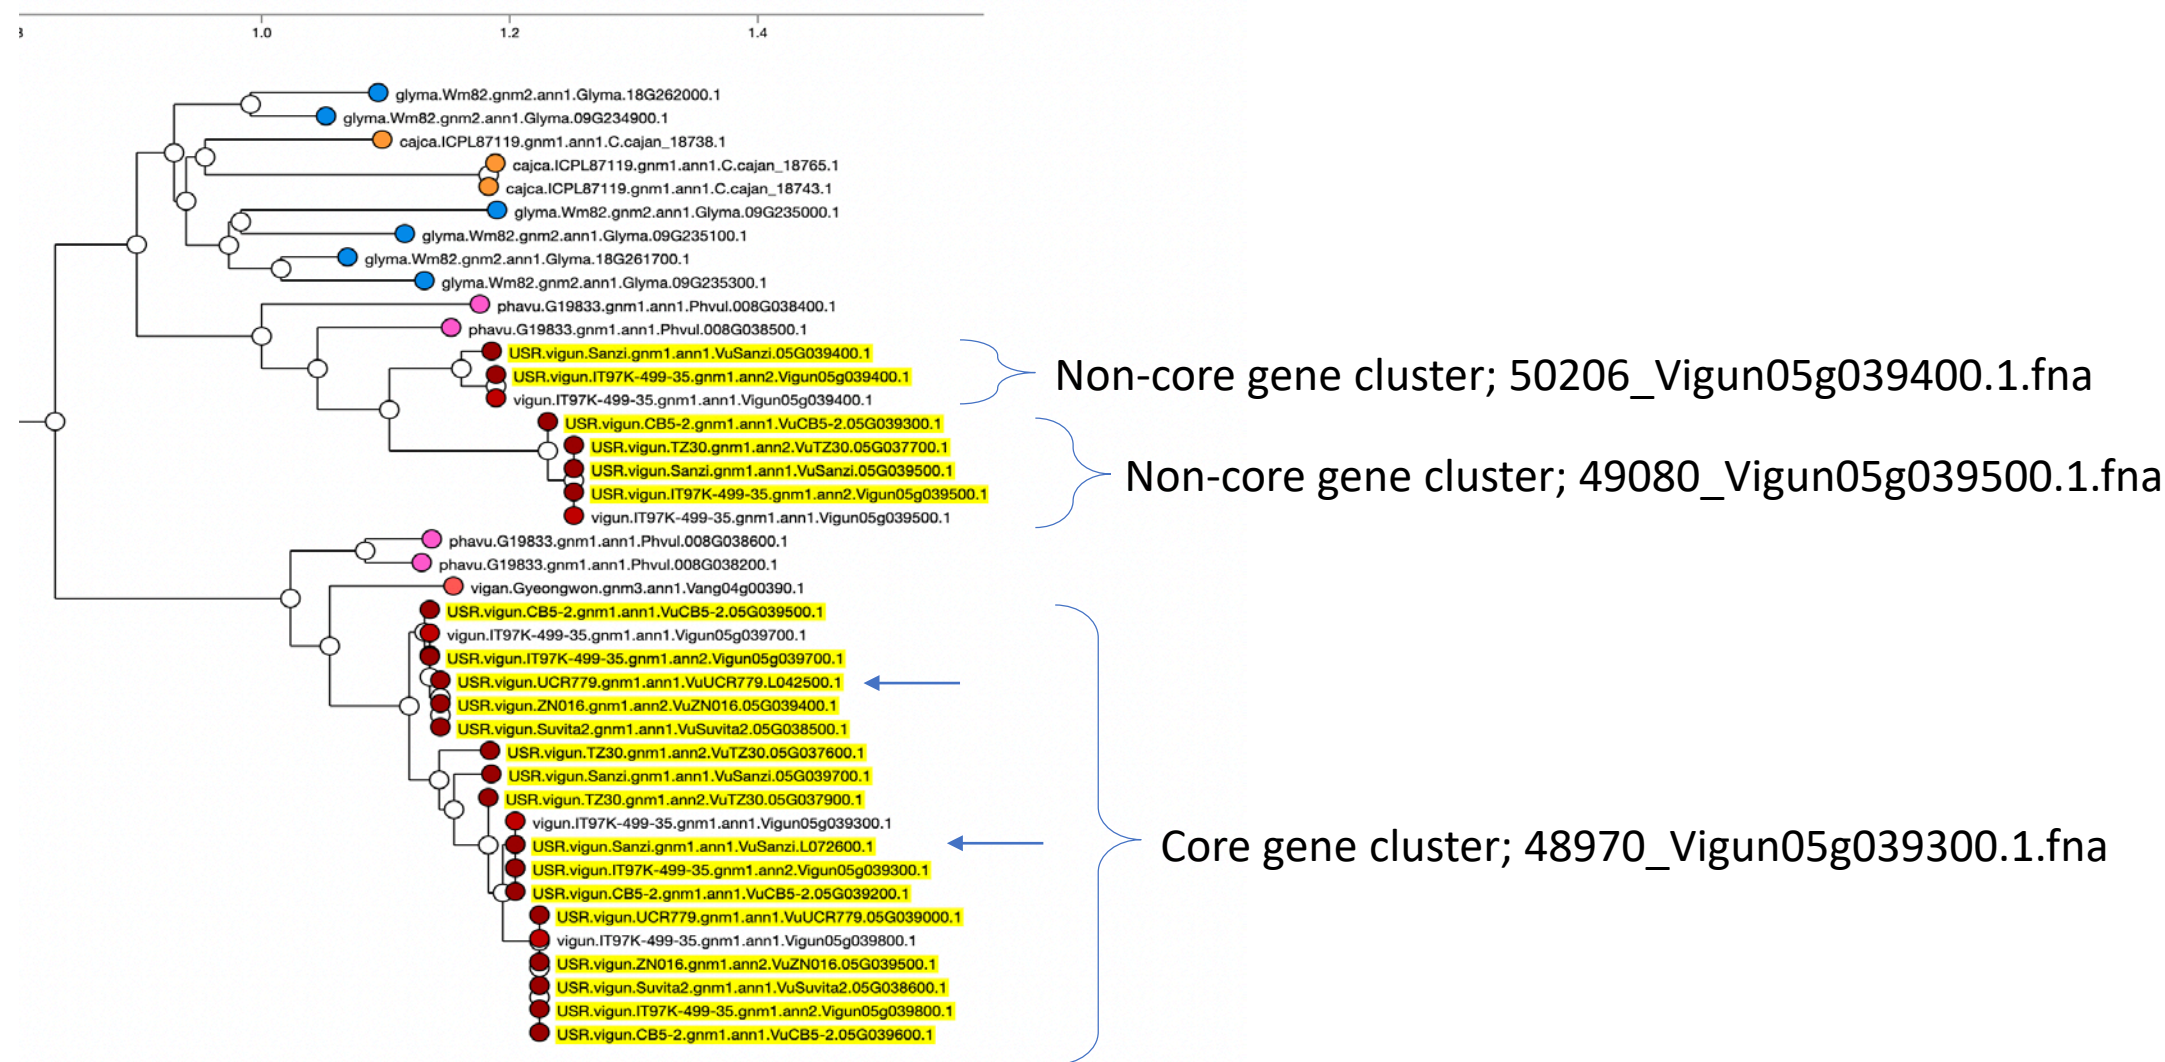 1.0 1.2 1.4
glyma.Wm82.gnm2.ann1.Glyma.18G262000.1
glyma.Wm82.gnm2.ann1.Glyma.09G234900.1
cajca.ICPL87119.gnm1.ann1.C.cajan_18738.1
cajca.ICPL87119.gnm1.ann1.C.cajan_18765.1
cajca.ICPL87119.gnm1.ann1.C.cajan_18743.1
glyma.Wm82.gnm2.ann1.Glyma.09G235000.1
glyma.Wm82.gnm2.ann1.Glyma.09G235100.1
glyma.Wm82.gnm2.ann1.Glyma.18G261700.1
glyma.Wm82.gnm2.ann1.Glyma.09G235300.1
phavu.G19833.gnm1.ann1.Phvul.008G038400.1
phavu.G19833.gnm1.ann1.Phvul.008G038500.1
USR.vigun.Sanzi.gnm1.ann1.VuSanzi.05G039400.1
USR.vigun.IT97K-499-35.gnm1.ann2.Vigun05g039400.1
vigun.IT97K-499-35.gnm1.ann1.Vigun05g039400.1
Non-core gene cluster; 50206_Vigun05g039400.1.fna
USR.vigun.CB5-2.gnm1.ann1.VuCB5-2.05G039300.1
USR.vigun.TZ30.gnm1.ann2.VuTZ30.05G037700.1
USR.vigun.Sanzi.gnm1.ann1.VuSanzi.05G039500.1
USR.vigun.IT97K-499-35.gnm1.ann2.Vigun05g039500.1
vigun.IT97K-499-35.gnm1.ann1.Vigun05g039500.1
Non-core gene cluster; 49080_Vigun05g039500.1.fna
phavu.G19833.gnm1.ann1.Phvul.008G038600.1
phavu.G19833.gnm1.ann1.Phvul.008G038200.1
vigan.Gyeongwon.gnm3.ann1.Vang04g00390.1
USR.vigun.CB5-2.gnm1.ann1.VuCB5-2.05G039500.1
vigun.IT97K-499-35.gnm1.ann1.Vigun05g039700.1
USR.vigun.IT97K-499-35.gnm1.ann2.Vigun05g039700.1
USR.vigun.UCR779.gnm1.ann1.VuUCR779.L042500.1
USR.vigun.ZN016.gnm1.ann2.VuZN016.05G039400.1
USR.vigun.Suvita2.gnm1.ann1.VuSuvita2.05G038500.1
USR.vigun.TZ30.gnm1.ann2.VuTZ30.05G037600.1
USR.vigun.Sanzi.gnm1.ann1.VuSanzi.05G039700.1
USR.vigun.TZ30.gnm1.ann2.VuTZ30.05G037900.1
vigun.IT97K-499-35.gnm1.ann1.Vigun05g039300.1
USR.vigun.Sanzi.gnm1.ann1.VuSanzi.L072600.1
USR.vigun.IT97K-499-35.gnm1.ann2.Vigun05g039300.1
USR.vigun.CB5-2.gnm1.ann1.VuCB5-2.05G039200.1
USR.vigun.UCR779.gnm1.ann1.VuUCR779.05G039000.1
vigun.IT97K-499-35.gnm1.ann1.Vigun05g039800.1
USR.vigun.ZN016.gnm1.ann2.VuZN016.05G039500.1
USR.vigun.Suvita2.gnm1.ann1.VuSuvita2.05G038600.1
USR.vigun.IT97K-499-35.gnm1.ann2.Vigun05g039800.1
USR.vigun.CB5-2.gnm1.ann1.VuCB5-2.05G039600.1
Core gene cluster; 48970_Vigun05g039300.1.fna